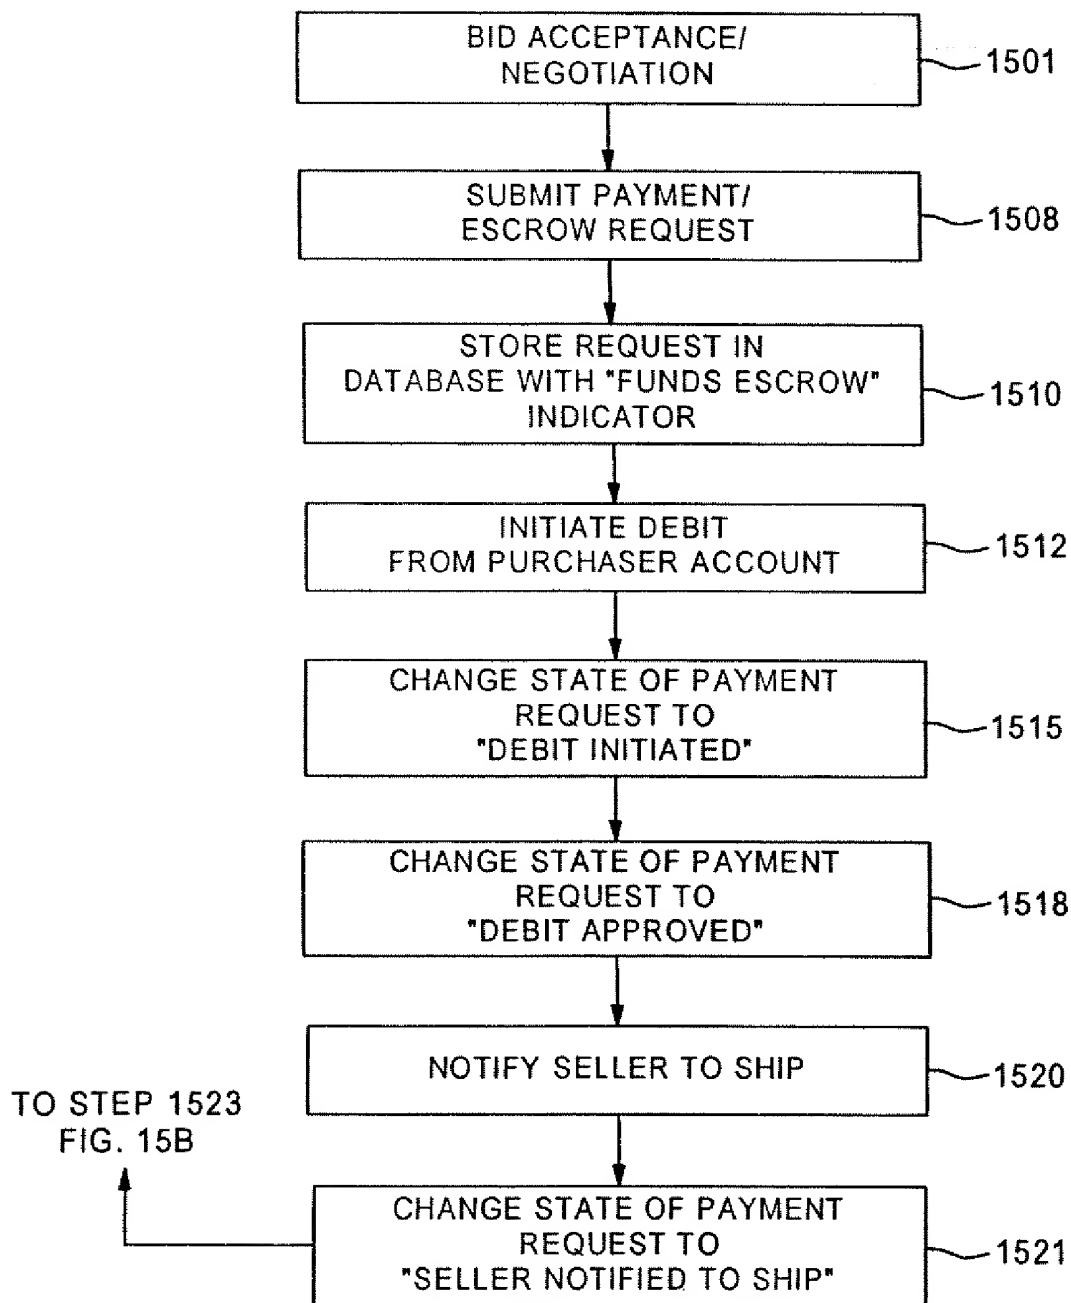 BID ACCEPTANCE/
NEGOTIATION
1501
SUBMIT PAYMENT/
ESCROW REQUEST
1508
STORE REQUEST IN
DATABASE WITH "FUNDS ESCROW"
INDICATOR
1510
INITIATE DEBIT
FROM PURCHASER ACCOUNT
1512
CHANGE STATE OF PAYMENT
REQUEST TO
"DEBIT INITIATED"
1515
CHANGE STATE OF PAYMENT
REQUEST TO
"DEBIT APPROVED"
1518
NOTIFY SELLER TO SHIP
1520
TO STEP 1523
FIG. 15B
CHANGE STATE OF PAYMENT
REQUEST TO
"SELLER NOTIFIED TO SHIP"
1521